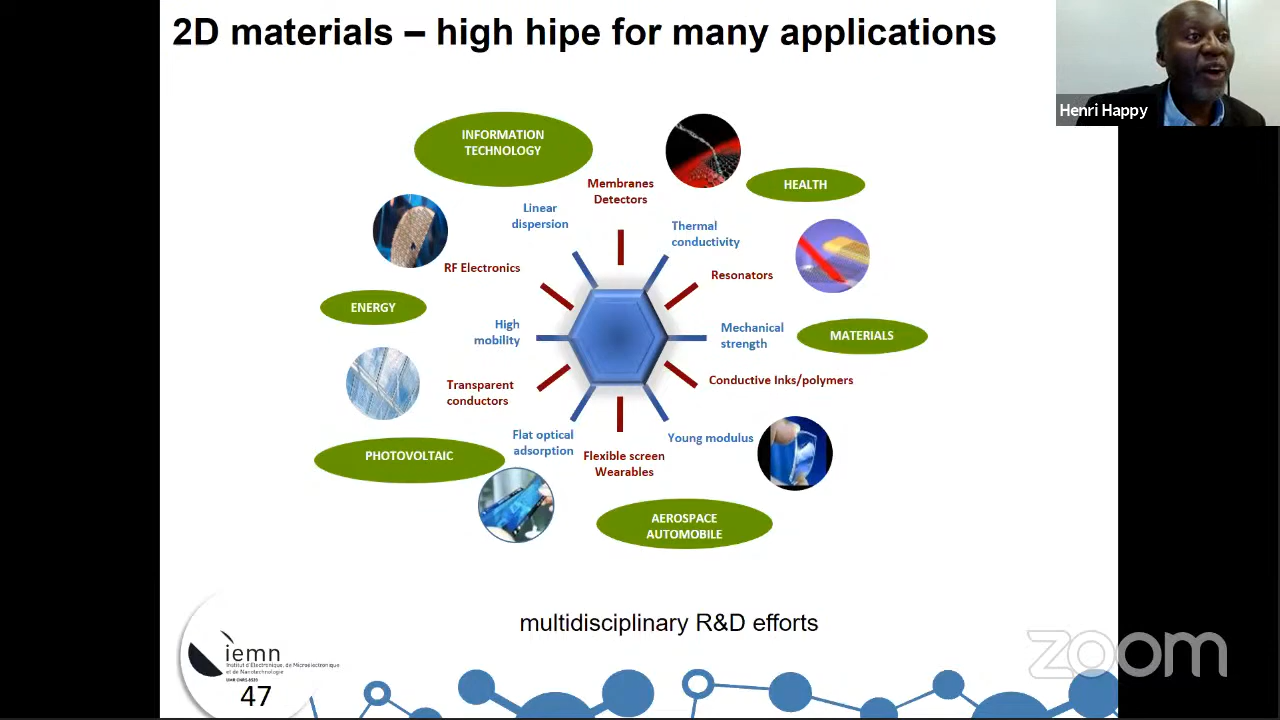 2D materials – high hipe for many applications
Henri Happy
INFORMATION
TECHNOLOGY
HEALTH
Membranes
Detectors
Linear
dispersion
Thermal
conductivity
RF Electronics
Resonators
ENERGY
High
mobility
Mechanical
strength
MATERIALS
Transparent
conductors
Conductive Inks/polymers
Flat optical
adsorption
Young modulus
PHOTOVOLTAIC
Flexible screen
Wearables
AEROSPACE
AUTOMOBILE
multidisciplinary R&D efforts
iemn
Institut d'Electronique, de Microelectronique
et de Nanotechnologie
UMR CNRS 8520
47
zoom